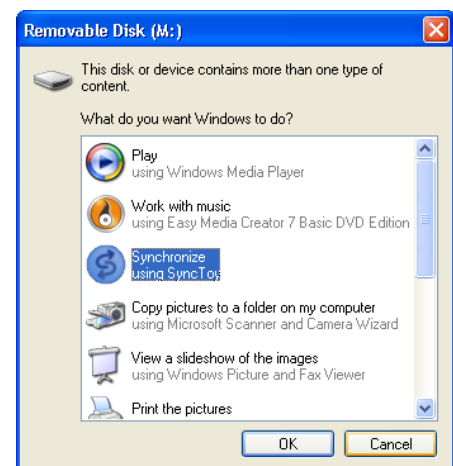 Removable Disk (M:)
This disk or device contains more than one type of
content.
What do you want Windows to do?
Play
using Windows Media Player
Work with music
using Easy Media Creator 7 Basic DVD Edition
Synchronize
using SyncToy
Copy pictures to a folder on my computer
using Microsoft Scanner and Camera Wizard
View a slideshow of the images
using Windows Picture and Fax Viewer
Print the pictures
OK
Cancel